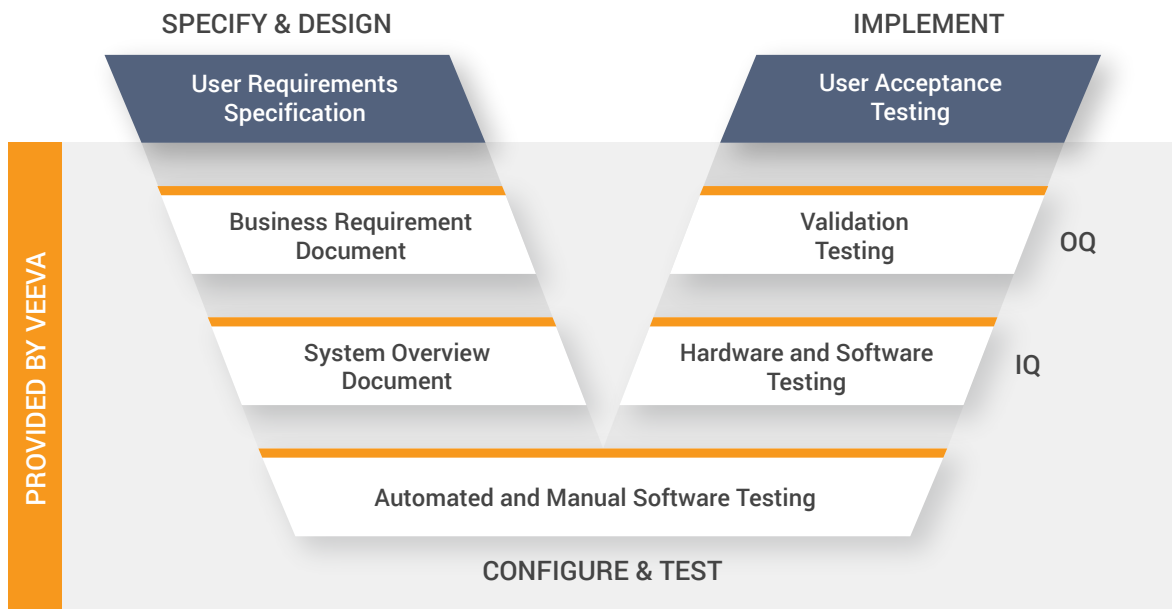 SPECIFY & DESIGN
IMPLEMENT
User Requirements
Specification
User Acceptance
Testing
Business Requirement
Document
Validation
Testing
OQ
System Overview
Document
Hardware and Software
Testing
IQ
PROVIDED BY VEEVA
Automated and Manual Software Testing
CONFIGURE & TEST